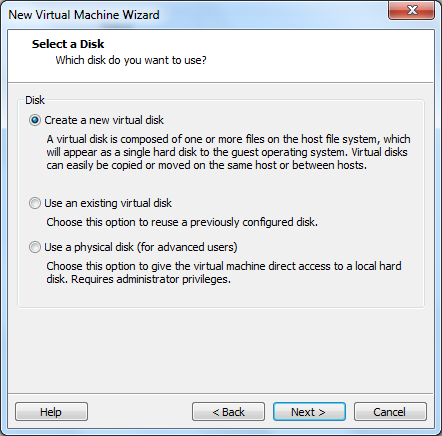 New Virtual Machine Wizard
Select a Disk
Which disk do you want to use?
Disk
Create a new virtual disk
A virtual disk is composed of one or more files on the host file system, which
will appear as a single hard disk to the guest operating system. Virtual disks
can easily be copied or moved on the same host or between hosts.
Use an existing virtual disk
Choose this option to reuse a previously configured disk.
Use a physical disk (for advanced users)
Choose this option to give the virtual machine direct access to a local hard
disk. Requires administrator privileges.
Help < Back Next > Cancel